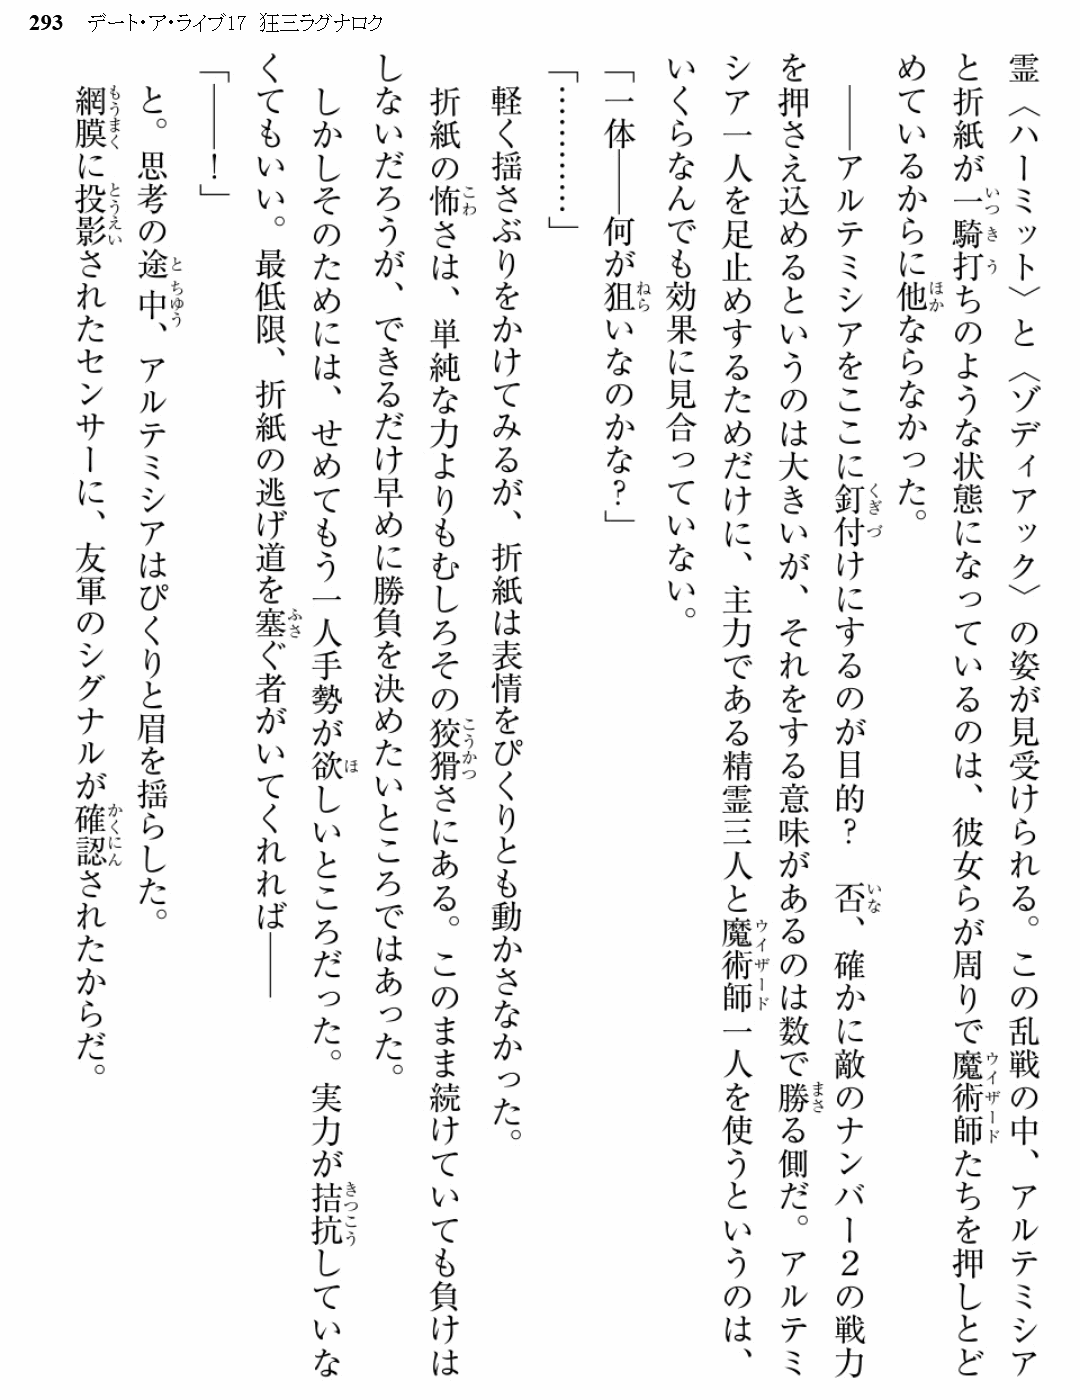 293 デート・ア・ライブ17 狂三ラグナロク
霊〈ハーミット〉と〈ゾディアック〉の姿が見受けられる。この乱戦の中、アルテミシア
と折紙が一騎打ちのような状態になっているのは、彼女らが周りで魔術師たちを押しとど
めているからに他ならなかった。
――アルテミシアをここに釘付けにするのが目的？　否、確かに敵のナンバー２の戦力
を押さえ込めるというのは大きいが、それをする意味があるのは数で勝る側だ。アルテミ
シア一人を足止めするためだけに、主力である精霊三人と魔術師一人を使うというのは、
いくらなんでも効果に見合っていない。
「一体――何が狙いなのかな？」
「…………」
軽く揺さぶりをかけてみるが、折紙は表情をぴくりとも動かさなかった。
折紙の怖さは、単純な力よりもむしろその狡猾さにある。このまま続けていても負けは
しないだろうが、できるだけ早めに勝負を決めたいところではあった。
しかしそのためには、せめてもう一人手勢が欲しいところだった。実力が拮抗していな
くてもいい。最低限、折紙の逃げ道を塞ぐ者がいてくれれば――
「――！」
と。思考の途中、アルテミシアはぴくりと眉を揺らした。
網膜に投影されたセンサーに、友軍のシグナルが確認されたからだ。